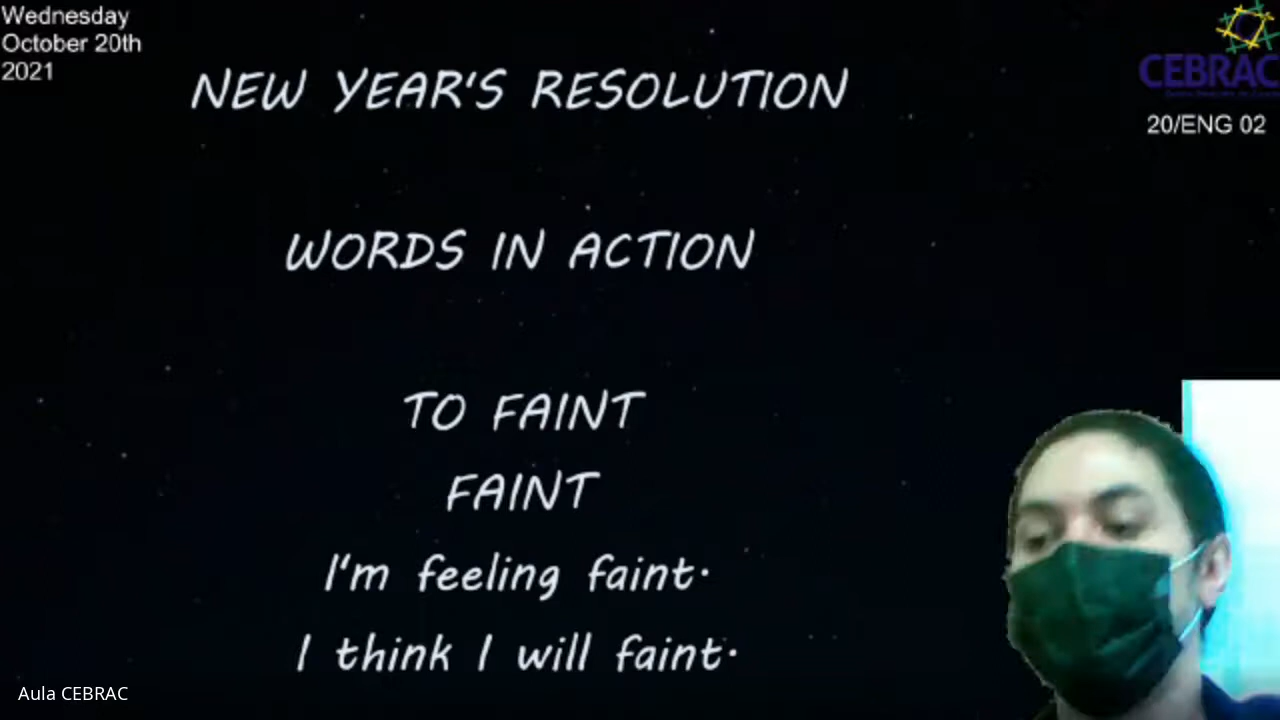 Wednesday
October 20th
2021
CEBRAC
20/ENG 02
NEW YEAR'S RESOLUTION
WORDS IN ACTION
TO FAINT
FAINT
I'm feeling faint.
I think I will faint.
Aula CEBRAC